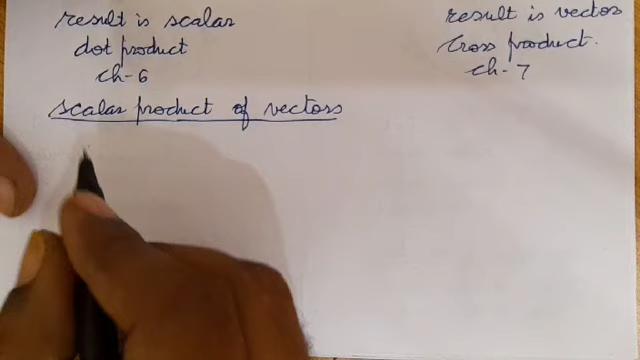 result is scalar
dot product
ch-6
result is vector
Cross product.
ch-7
Scalar product of vectors